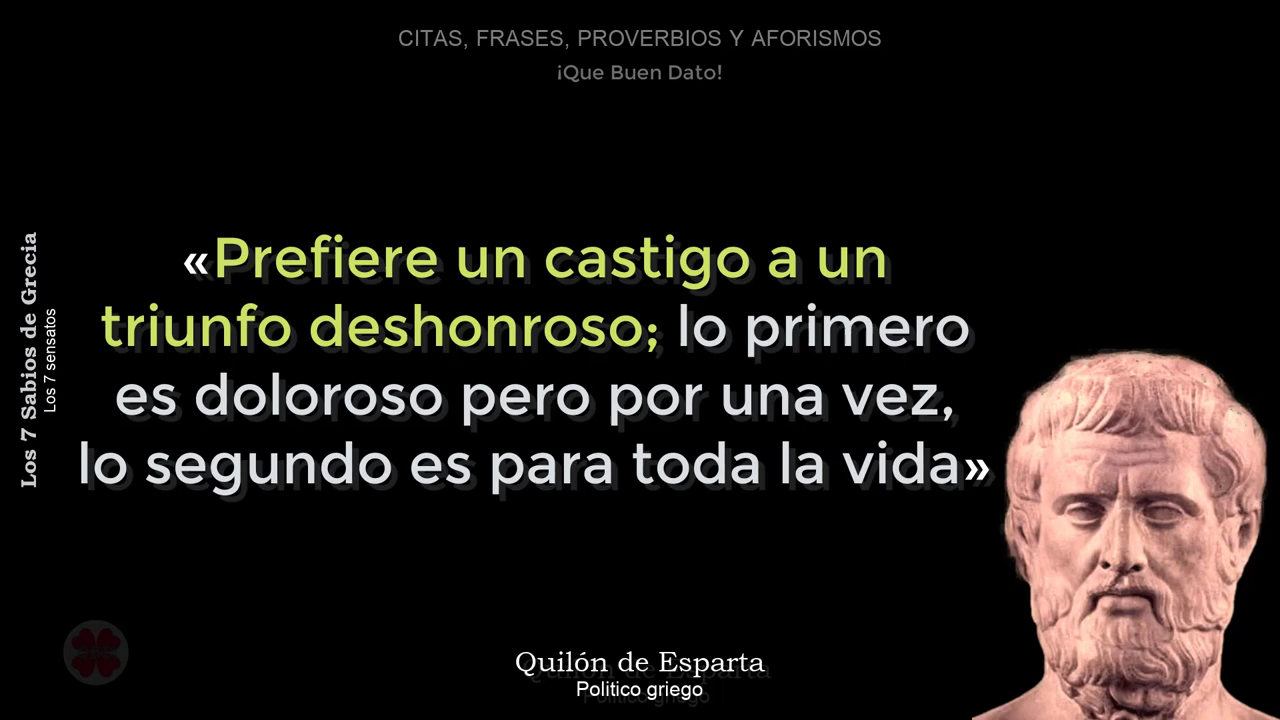 CITAS, FRASES, PROVERBIOS Y AFORISMOS
¡Que Buen Dato!
Los 7 Sabios de Grecia
Los 7 sensatos
«Prefiere un castigo a un
triunfo deshonroso; lo primero
es doloroso pero por una vez,
lo segundo es para toda la vida»
Quilón de Esparta
Politico griego